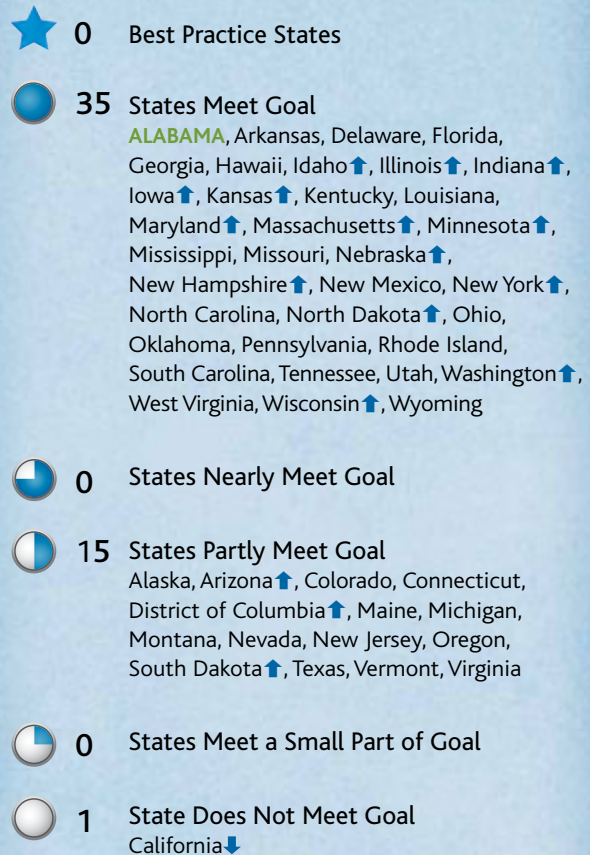 0 Best Practice States
35 States Meet Goal
ALABAMA, Arkansas, Delaware, Florida,
Georgia, Hawaii, Idaho⬆, Illinois⬆, Indiana⬆,
Iowa⬆, Kansas⬆, Kentucky, Louisiana,
Maryland⬆, Massachusetts⬆, Minnesota⬆,
Mississippi, Missouri, Nebraska⬆,
New Hampshire⬆, New Mexico, New York⬆,
North Carolina, North Dakota⬆, Ohio,
Oklahoma, Pennsylvania, Rhode Island,
South Carolina, Tennessee, Utah, Washington⬆,
West Virginia, Wisconsin⬆, Wyoming
0 States Nearly Meet Goal
15 States Partly Meet Goal
Alaska, Arizona⬆, Colorado, Connecticut,
District of Columbia⬆, Maine, Michigan,
Montana, Nevada, New Jersey, Oregon,
South Dakota⬆, Texas, Vermont, Virginia
0 States Meet a Small Part of Goal
1 State Does Not Meet Goal
California⬇